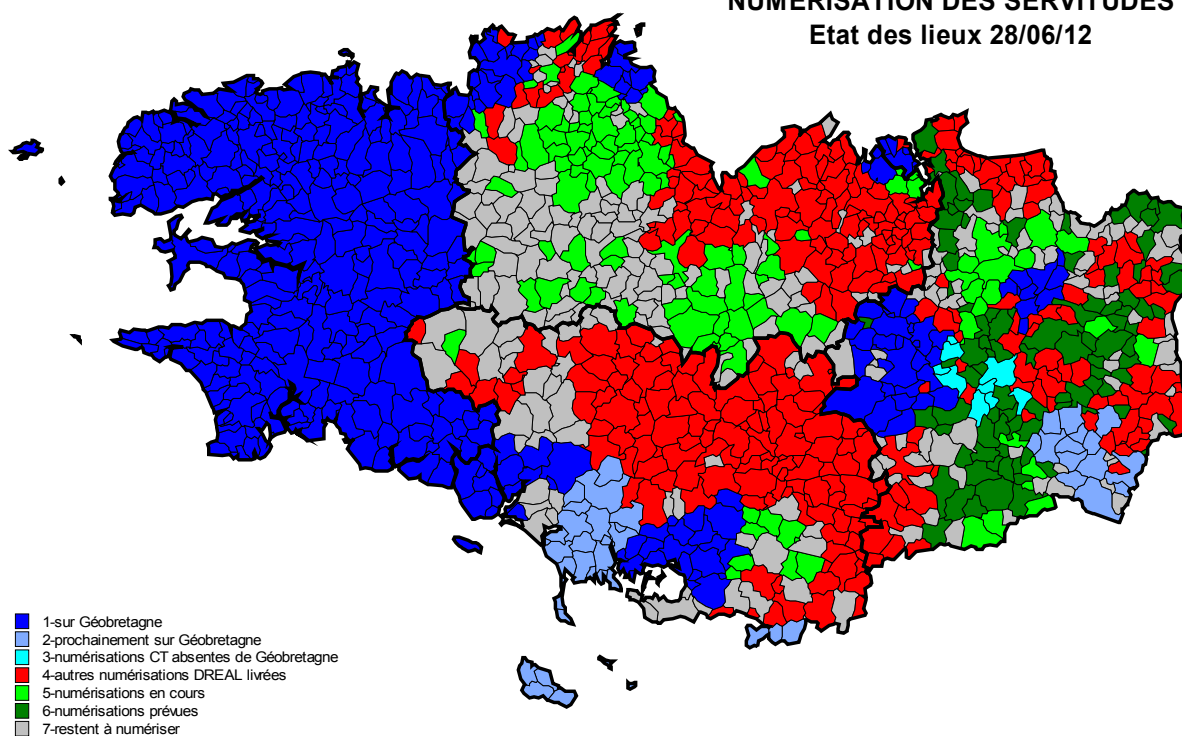 NUMERISATION DES SERVITUDES
Etat des lieux 28/06/12
1-sur Géobretagne
2-prochainement sur Géobretagne
3-numérisations CT absentes de Géobretagne
4-autres numérisations DREAL livrées
5-numérisations en cours
6-numérisations prévues
7-restent à numériser